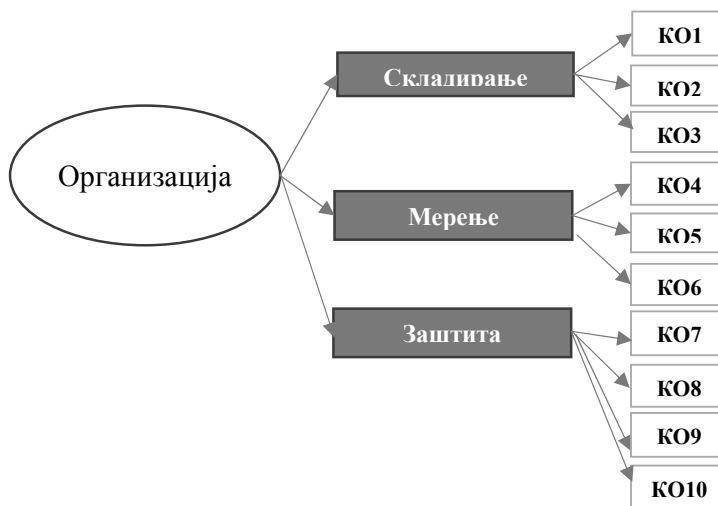 Организација
Складирање
Мерење
Заштита
КО1
КО2
КО3
КО4
КО5
КО6
КО7
КО8
КО9
КО10